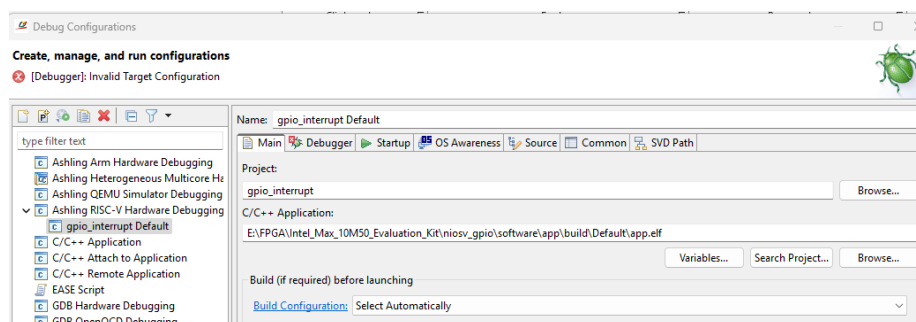 Debug Configurations
Create, manage, and run configurations
[Debugger]: Invalid Target Configuration
type filter text
Ashling Arm Hardware Debugging
Ashling Heterogeneous Multicore Ha
Ashling QEMU Simulator Debugging
Ashling RISC-V Hardware Debugging
gpio_interrupt Default
C/C++ Application
C/C++ Attach to Application
C/C++ Remote Application
EASE Script
GDB Hardware Debugging
GDB OpenOCD Debugging
Name: gpio_interrupt Default
Main Debugger Startup OS Awareness Source Common SVD Path
Project:
gpio_interrupt Browse...
C/C++ Application:
E:\FPGA\Intel_Max_10M50_Evaluation_Kit\niosv_gpio\software\app\build\Default\app.elf
Variables... Search Project... Browse...
Build (if required) before launching
Build Configuration: Select Automatically